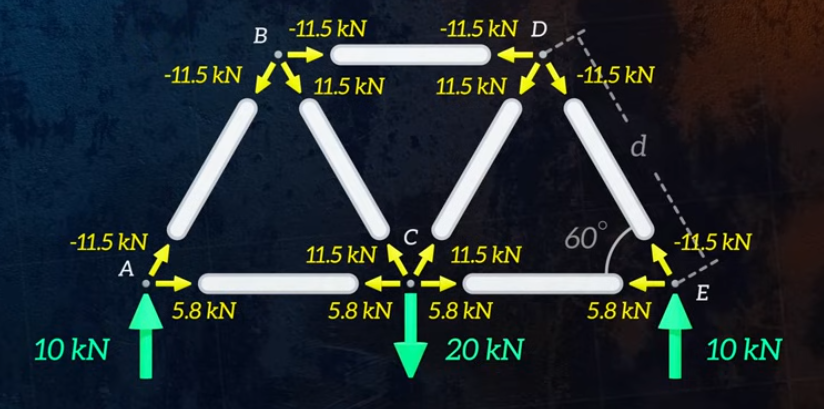 B -11.5 kN -11.5 kN D
-11.5 kN 11.5 kN 11.5 kN -11.5 kN
d
60°
-11.5 kN 11.5 kN C 11.5 kN -11.5 kN
A E
5.8 kN 5.8 kN 5.8 kN 5.8 kN
10 kN 20 kN 10 kN